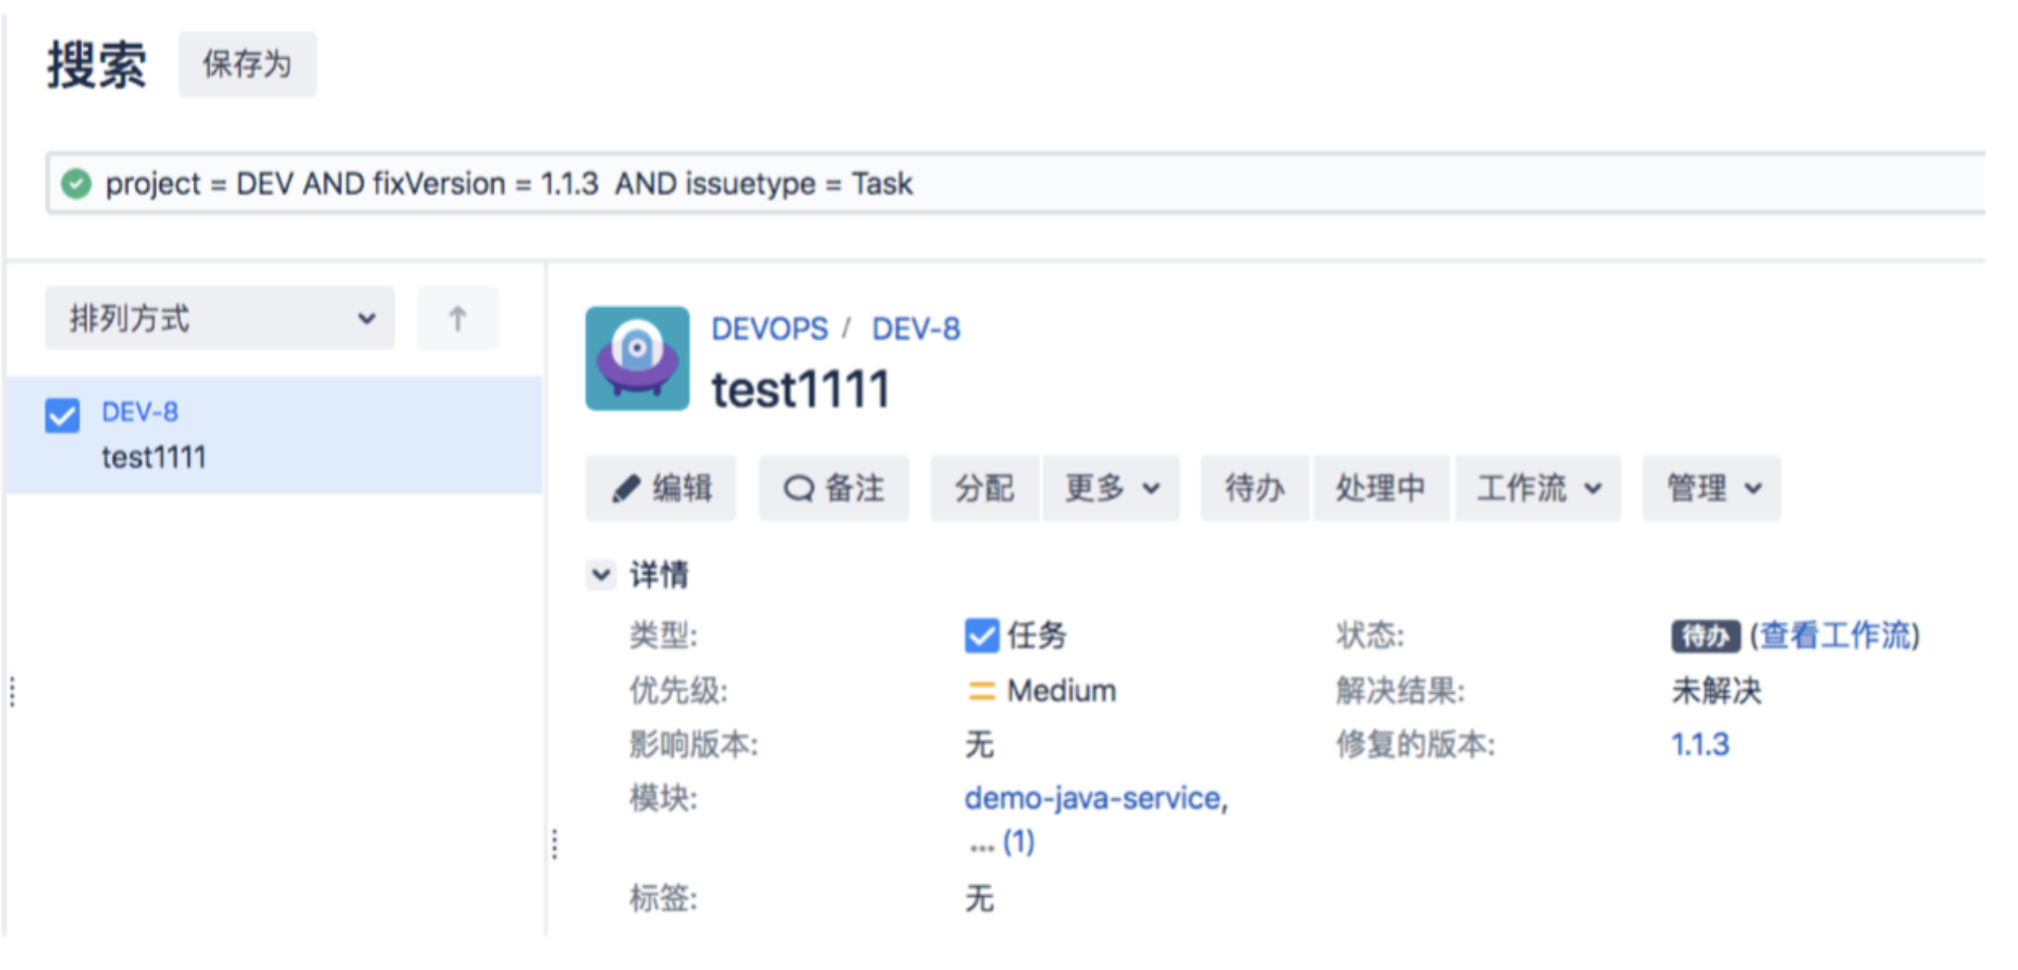 搜索 保存为
project = DEV AND fixVersion = 1.1.3 AND issuetype = Task
排列方式
DEV-8
test1111
DEVOPS / DEV-8
test1111
编辑 备注 分配 更多 待办 处理中 工作流 管理
详情
类型: 任务 状态: 待办 (查看工作流)
优先级: Medium 解决结果: 未解决
影响版本: 无 修复的版本: 1.1.3
模块: demo-java-service,
... (1)
标签: 无